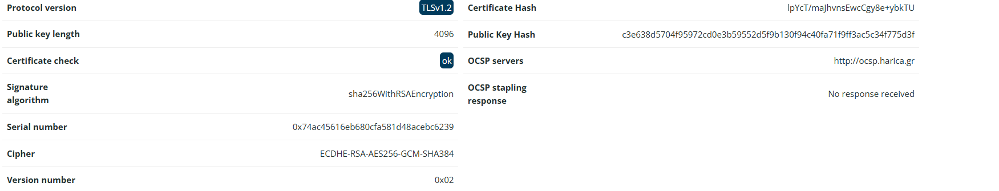 Protocol version TLSv1.2
Public key length 4096
Certificate check ok
Signature
algorithm sha256WithRSAEncryption
Serial number 0x74ac45616eb680cfa581d48acebc6239
Cipher ECDHE-RSA-AES256-GCM-SHA384
Version number 0x02
Certificate Hash lpYcT/maJhvnsEwcCgy8e+ybkTU
Public Key Hash c3e638d5704f95972cd0e3b59552d5f9b130f94c40fa71f9ff3ac5c34f775d3f
OCSP servers http://ocsp.harica.gr
OCSP stapling
response No response received